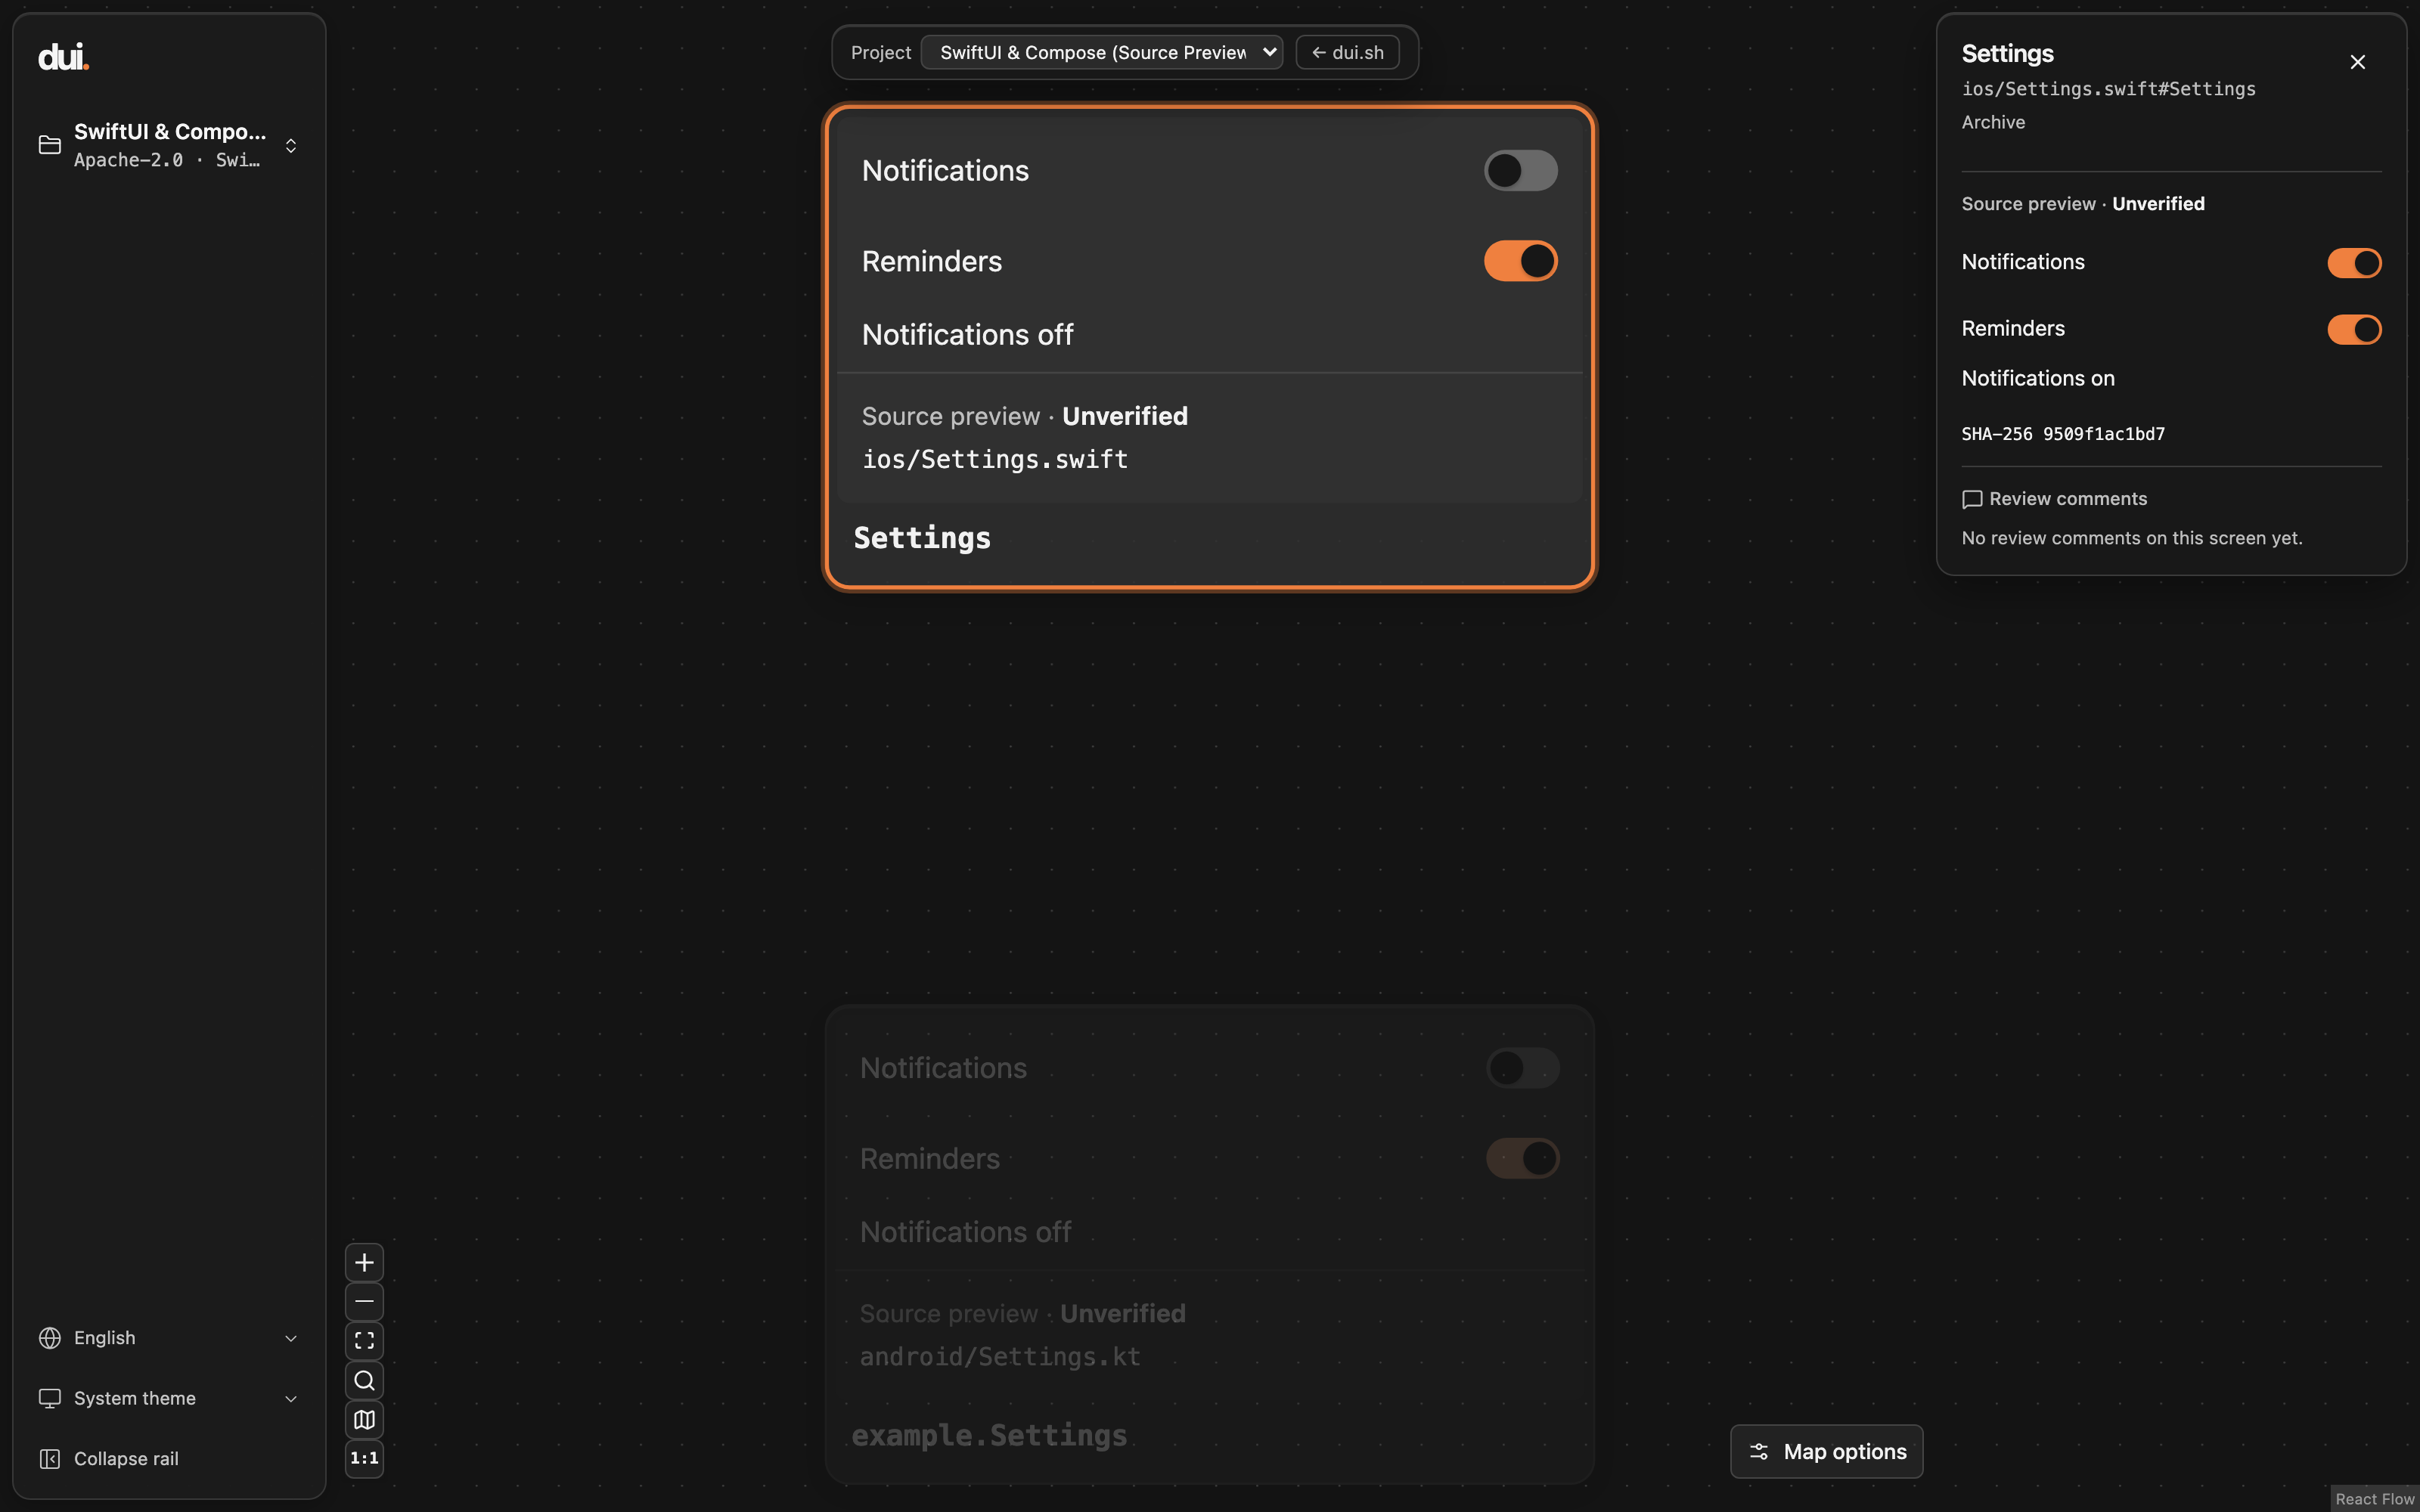 dui.
SwiftUI & Compo...
Apache-2.0 · Swi...
English
System theme
Collapse rail
1:1
Project
SwiftUI & Compose (Source Preview
← dui.sh
Notifications
Reminders
Notifications off
Source preview · Unverified
ios/Settings.swift
Settings
Notifications
Reminders
Notifications off
Source preview · Unverified
android/Settings.kt
example.Settings
Settings
ios/Settings.swift#Settings
Archive
Source preview · Unverified
Notifications
Reminders
Notifications on
SHA-256 9509f1ac1bd7
Review comments
No review comments on this screen yet.
Map options
React Flow